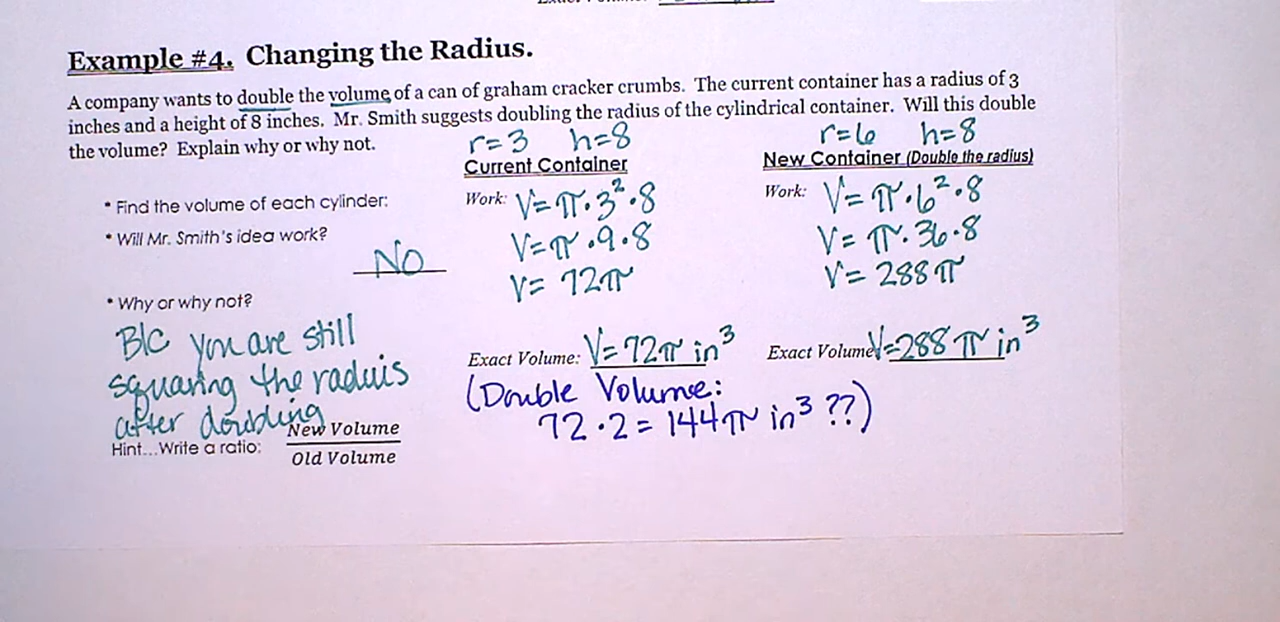 Example #4. Changing the Radius.
A company wants to double the volume of a can of graham cracker crumbs. The current container has a radius of 3
inches and a height of 8 inches. Mr. Smith suggests doubling the radius of the cylindrical container. Will this double
the volume? Explain why or why not.
r=3 h=8
r=6 h=8
Current Container
New Container (Double the radius)
* Find the volume of each cylinder:
Work: V=π·3²·8
Work: V=π·6²·8
* Will Mr. Smith's idea work?
No
V=π·9·8
V=π·36·8
V=72π
V=288π
* Why or why not?
B/C you are still
squaring the raduis
after doubling
Exact Volume: V=72π in³
Exact Volume V=288π in³
(Double Volume:
72·2=144π in³??)
Hint...Write a ratio: New Volume
Old Volume